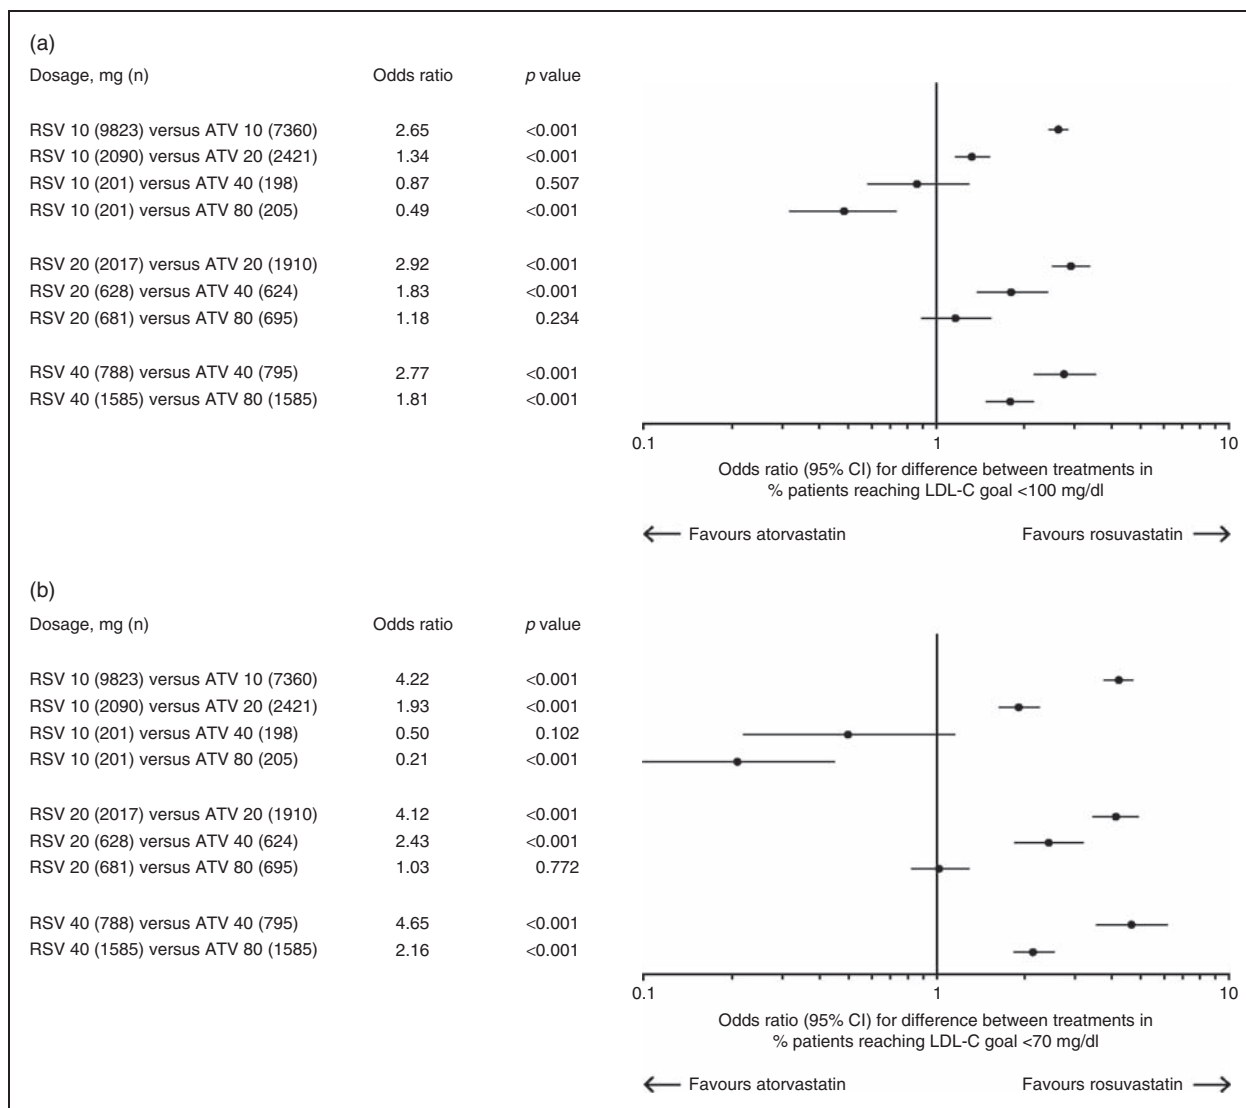 (a)
Dosage, mg (n) Odds ratio p value
RSV 10 (9823) versus ATV 10 (7360) 2.65 <0.001
RSV 10 (2090) versus ATV 20 (2421) 1.34 <0.001
RSV 10 (201) versus ATV 40 (198) 0.87 0.507
RSV 10 (201) versus ATV 80 (205) 0.49 <0.001
RSV 20 (2017) versus ATV 20 (1910) 2.92 <0.001
RSV 20 (628) versus ATV 40 (624) 1.83 <0.001
RSV 20 (681) versus ATV 80 (695) 1.18 0.234
RSV 40 (788) versus ATV 40 (795) 2.77 <0.001
RSV 40 (1585) versus ATV 80 (1585) 1.81 <0.001
0.1 1 10
Odds ratio (95% CI) for difference between treatments in
% patients reaching LDL-C goal <100 mg/dl
Favours atorvastatin Favours rosuvastatin
(b)
Dosage, mg (n) Odds ratio p value
RSV 10 (9823) versus ATV 10 (7360) 4.22 <0.001
RSV 10 (2090) versus ATV 20 (2421) 1.93 <0.001
RSV 10 (201) versus ATV 40 (198) 0.50 0.102
RSV 10 (201) versus ATV 80 (205) 0.21 <0.001
RSV 20 (2017) versus ATV 20 (1910) 4.12 <0.001
RSV 20 (628) versus ATV 40 (624) 2.43 <0.001
RSV 20 (681) versus ATV 80 (695) 1.03 0.772
RSV 40 (788) versus ATV 40 (795) 4.65 <0.001
RSV 40 (1585) versus ATV 80 (1585) 2.16 <0.001
0.1 1 10
Odds ratio (95% CI) for difference between treatments in
% patients reaching LDL-C goal <70 mg/dl
Favours atorvastatin Favours rosuvastatin